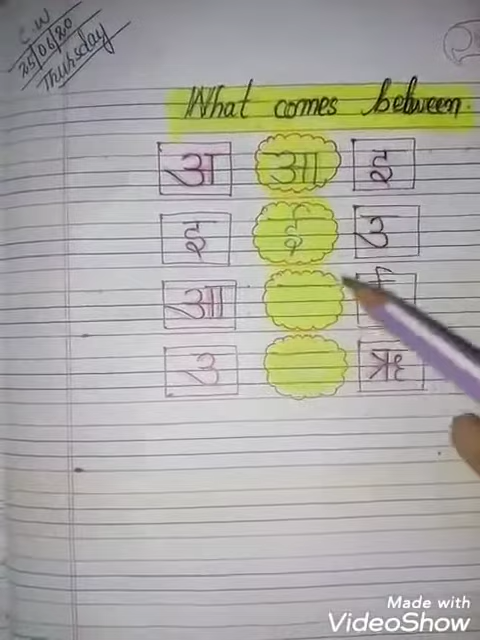 C.W
25/06/20
Thursday
What comes between
अ आ इ
इ ई उ
आ
उ ऋ
Made with
VideoShow